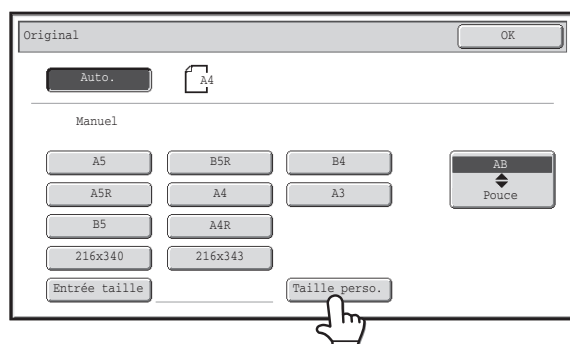 Original OK
Auto. A4
Manuel
A5 B5R B4 AB
A5R A4 A3 Pouce
B5 A4R
216x340 216x343
Entrée taille Taille perso.